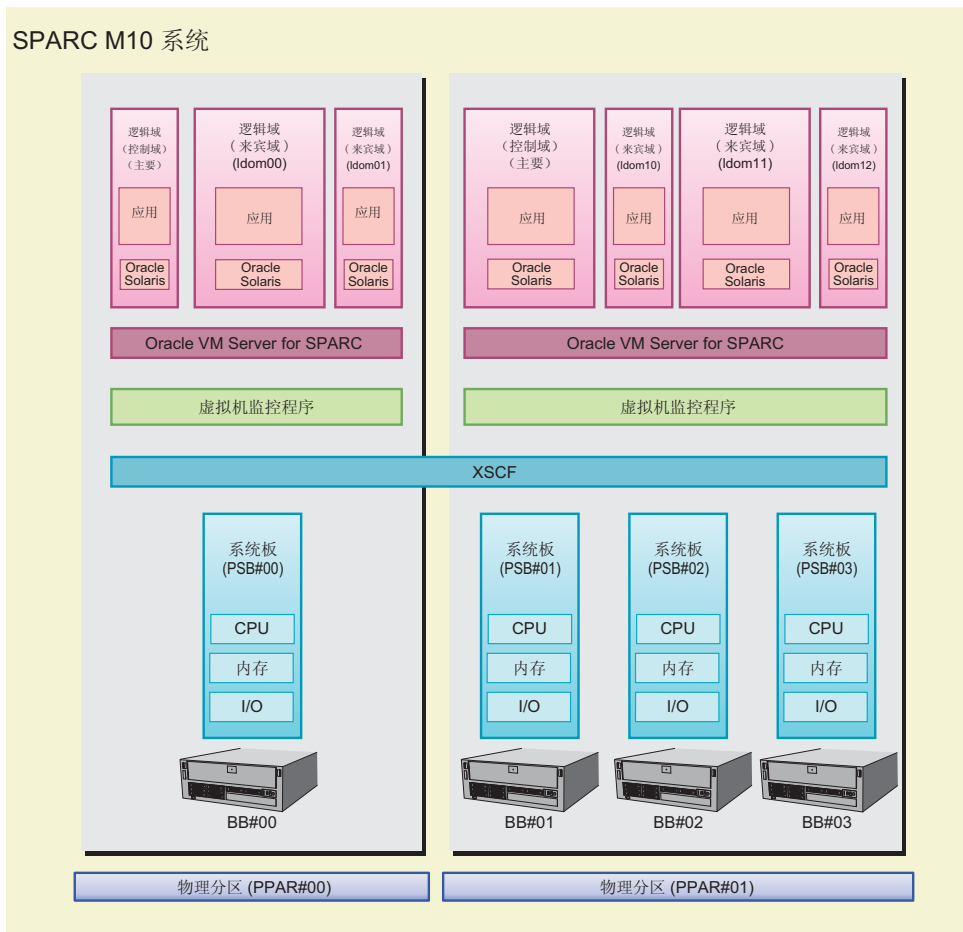 SPARC M10 系统
逻辑域
（控制域）
（主要）
应用
Oracle
Solaris
逻辑域
（来宾域）
(ldom00)
应用
Oracle
Solaris
逻辑域
（来宾域）
(ldom01)
应用
Oracle
Solaris
Oracle VM Server for SPARC
虚拟机监控程序
逻辑域
（控制域）
（主要）
应用
Oracle
Solaris
逻辑域
（来宾域）
(ldom10)
应用
Oracle
Solaris
逻辑域
（来宾域）
(ldom11)
应用
Oracle
Solaris
逻辑域
（来宾域）
(ldom12)
应用
Oracle
Solaris
Oracle VM Server for SPARC
虚拟机监控程序
XSCF
系统板
(PSB#00)
CPU
内存
I/O
BB#00
系统板
(PSB#01)
CPU
内存
I/O
BB#01
系统板
(PSB#02)
CPU
内存
I/O
BB#02
系统板
(PSB#03)
CPU
内存
I/O
BB#03
物理分区 (PPAR#00)
物理分区 (PPAR#01)